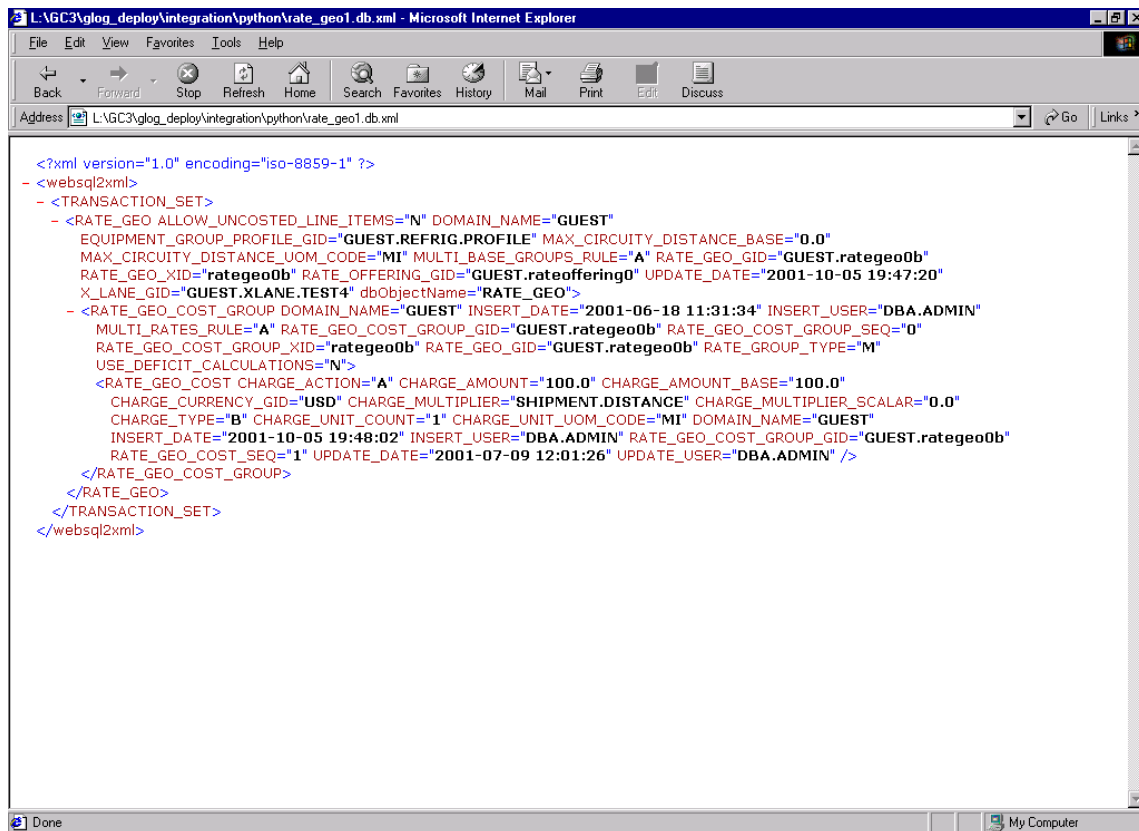 L:\GC3\glog_deploy\integration\python\rate_geo1.db.xml - Microsoft Internet Explorer
File Edit View Favorites Tools Help
Back Forward Stop Refresh Home Search Favorites History Mail Print Edit Discuss
Address L:\GC3\glog_deploy\integration\python\rate_geo1.db.xml Go Links »
<?xml version="1.0" encoding="iso-8859-1" ?>
- <websql2xml>
- <TRANSACTION_SET>
- <RATE_GEO ALLOW_UNCOSTED_LINE_ITEMS="N" DOMAIN_NAME="GUEST"
EQUIPMENT_GROUP_PROFILE_GID="GUEST.REFRIG.PROFILE" MAX_CIRCUITY_DISTANCE_BASE="0.0"
MAX_CIRCUITY_DISTANCE_UOM_CODE="MI" MULTI_BASE_GROUPS_RULE="A" RATE_GEO_GID="GUEST.rategeo0b"
RATE_GEO_XID="rategeo0b" RATE_OFFERING_GID="GUEST.rateoffering0" UPDATE_DATE="2001-10-05 19:47:20"
X_LANE_GID="GUEST.XLANE.TEST4" dbObjectName="RATE_GEO">
- <RATE_GEO_COST_GROUP DOMAIN_NAME="GUEST" INSERT_DATE="2001-06-18 11:31:34" INSERT_USER="DBA.ADMIN"
MULTI_RATES_RULE="A" RATE_GEO_COST_GROUP_GID="GUEST.rategeo0b" RATE_GEO_COST_GROUP_SEQ="0"
RATE_GEO_COST_GROUP_XID="rategeo0b" RATE_GEO_GID="GUEST.rategeo0b" RATE_GROUP_TYPE="M"
USE_DEFICIT_CALCULATIONS="N">
<RATE_GEO_COST CHARGE_ACTION="A" CHARGE_AMOUNT="100.0" CHARGE_AMOUNT_BASE="100.0"
CHARGE_CURRENCY_GID="USD" CHARGE_MULTIPLIER="SHIPMENT.DISTANCE" CHARGE_MULTIPLIER_SCALAR="0.0"
CHARGE_TYPE="B" CHARGE_UNIT_COUNT="1" CHARGE_UNIT_UOM_CODE="MI" DOMAIN_NAME="GUEST"
INSERT_DATE="2001-10-05 19:48:02" INSERT_USER="DBA.ADMIN" RATE_GEO_COST_GROUP_GID="GUEST.rategeo0b"
RATE_GEO_COST_SEQ="1" UPDATE_DATE="2001-07-09 12:01:26" UPDATE_USER="DBA.ADMIN" />
</RATE_GEO_COST_GROUP>
</RATE_GEO>
</TRANSACTION_SET>
</websql2xml>
Done My Computer